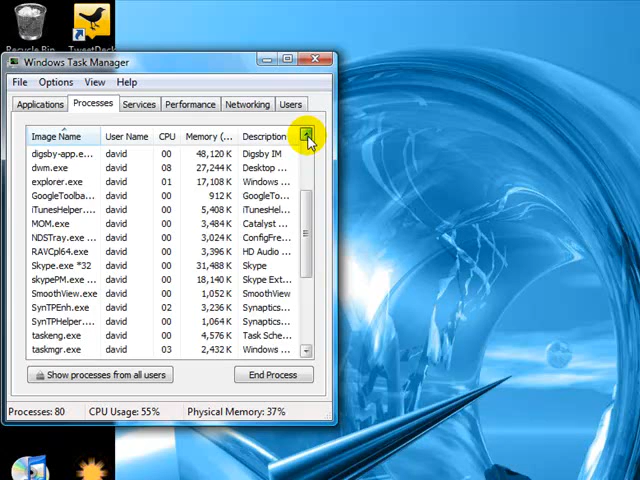 Recycle Bin
TweetDeck
Windows Task Manager
File Options View Help
Applications Processes Services Performance Networking Users
Image Name User Name CPU Memory (... Description
digsby-app.e... david 00 48,120 K Digsby IM
dwm.exe david 08 27,244 K Desktop ...
explorer.exe david 01 17,108 K Windows ...
GoogleToolba... david 00 912 K GoogleTo...
iTunesHelper... david 00 5,408 K iTunesHel...
MOM.exe david 00 3,484 K Catalyst ...
NDSTray.exe ... david 00 3,024 K ConfigFre...
RAVCpl64.exe david 00 3,396 K HD Audio ...
Skype.exe *32 david 00 31,488 K Skype
skypePM.exe ... david 00 18,140 K Skype Ext...
SmoothView.exe david 00 1,052 K SmoothView
SynTPEnh.exe david 02 3,236 K Synaptics...
SynTPHelper.... david 00 1,064 K Synaptics...
taskeng.exe david 00 4,576 K Task Sche...
taskmgr.exe david 03 2,432 K Windows ...
Show processes from all users End Process
Processes: 80 CPU Usage: 55% Physical Memory: 37%